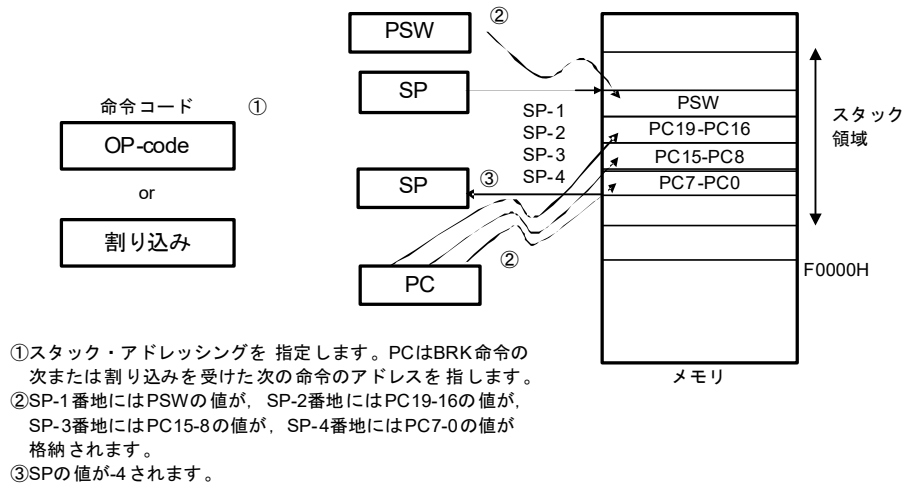 PSW
②
SP
命令コード
①
OP-code
or
割り込み
SP-1
SP-2
SP-3
SP-4
SP
③
②
PC
PSW
PC19-PC16
PC15-PC8
PC7-PC0
スタック
領域
F0000H
メモリ
①スタック・アドレッシングを指定します。PCはBRK命令の
次または割り込みを受けた次の命令のアドレスを指します。
②SP-1番地にはPSWの値が，SP-2番地にはPC19-16の値が，
SP-3番地にはPC15-8の値が，SP-4番地にはPC7-0の値が
格納されます。
③SPの値が-4されます。